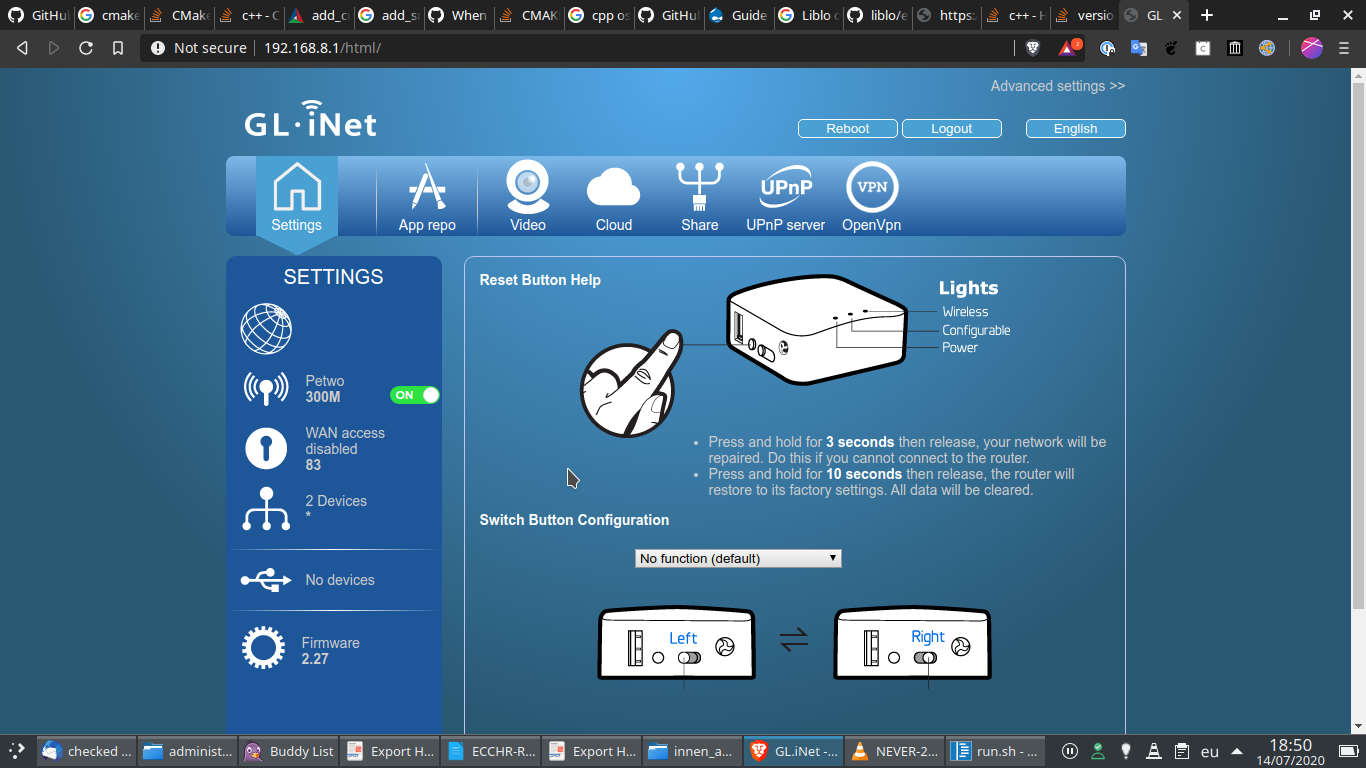 GitHu
cmake
CMake
c++ - C
add_cu
add_su
When
CMAK
cpp os
GitHu
Guide
Liblo c
liblo/e
https:
c++ - H
versio
GL
Not secure
192.168.8.1/html/
2
Advanced settings >>
GL·iNet
Reboot
Logout
English
Settings
App repo
Video
Cloud
Share
UPnP
UPnP server
VPN
OpenVpn
SETTINGS
Petwo
300M
ON
WAN access
disabled
83
2 Devices
*
No devices
Firmware
2.27
Reset Button Help
Lights
Wireless
Configurable
Power
Press and hold for 3 seconds then release, your network will be
repaired. Do this if you cannot connect to the router.
Press and hold for 10 seconds then release, the router will
restore to its factory settings. All data will be cleared.
Switch Button Configuration
No function (default)
Left
Right
checked ...
administ...
Buddy List
Export H...
ECCHR-R...
Export H...
innen_a...
GL.iNet -...
NEVER-2...
run.sh - ...
eu
18:50
14/07/2020